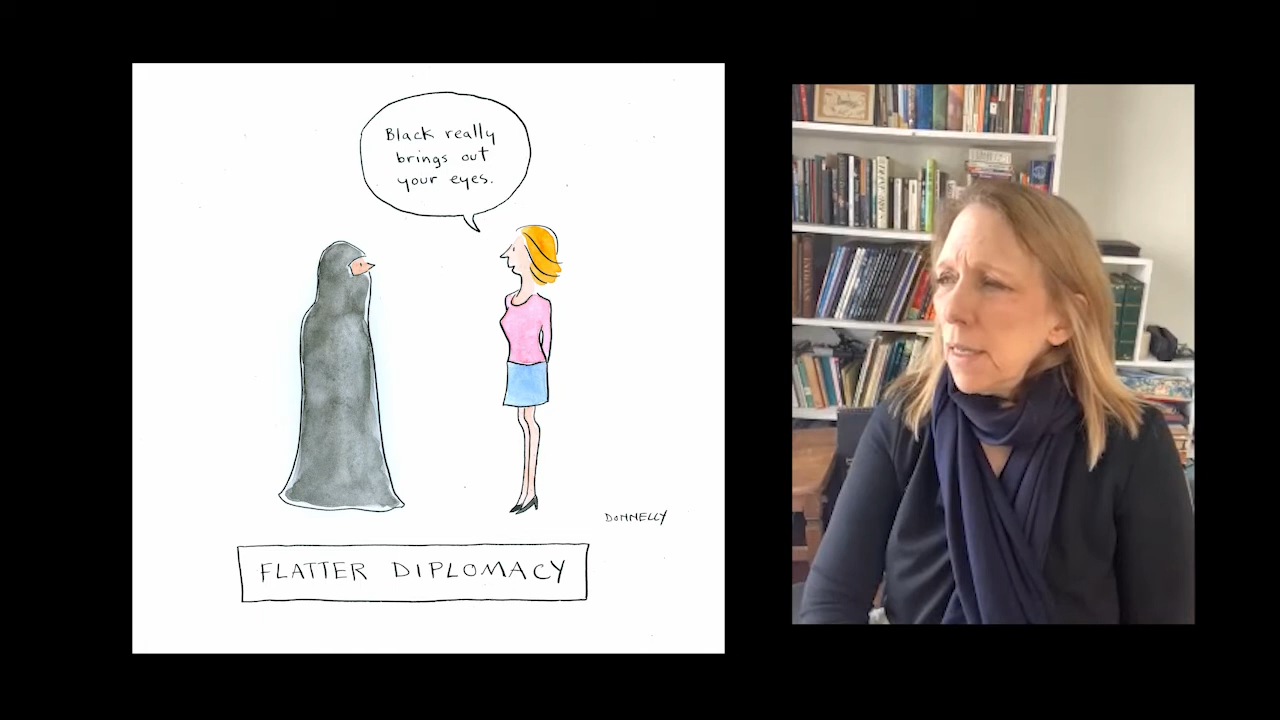 Black really
brings out
your eyes.
DONNELLY
FLATTER DIPLOMACY